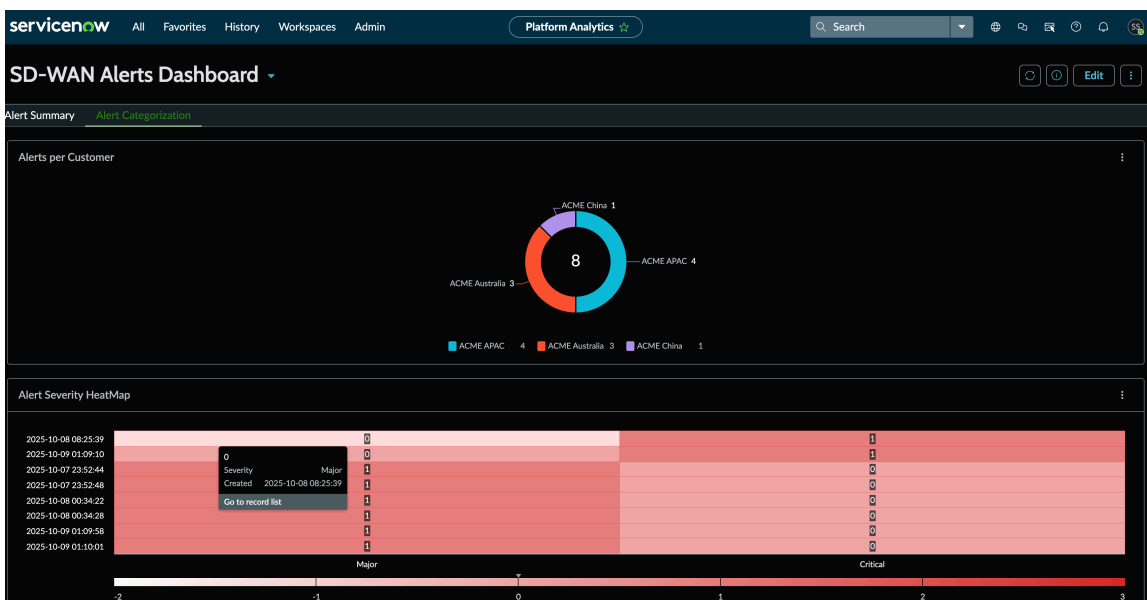 servicenow All Favorites History Workspaces Admin Platform Analytics Search SS
SD-WAN Alerts Dashboard Edit
Alert Summary Alert Categorization
Alerts per Customer
ACME China 1
8
ACME APAC 4
ACME Australia 3
ACME APAC 4 ACME Australia 3 ACME China 1
Alert Severity HeatMap
2025-10-08 08:25:39 0 1
2025-10-09 01:09:10 0 1
2025-10-07 23:52:44 1 0
2025-10-07 23:52:48 1 0
2025-10-08 00:34:22 1 0
2025-10-08 00:34:28 1 0
2025-10-09 01:09:58 1 0
2025-10-09 01:10:01 1 0
0
Severity Major
Created 2025-10-08 08:25:39
Go to record list
Major Critical
-2 -1 0 1 2 3